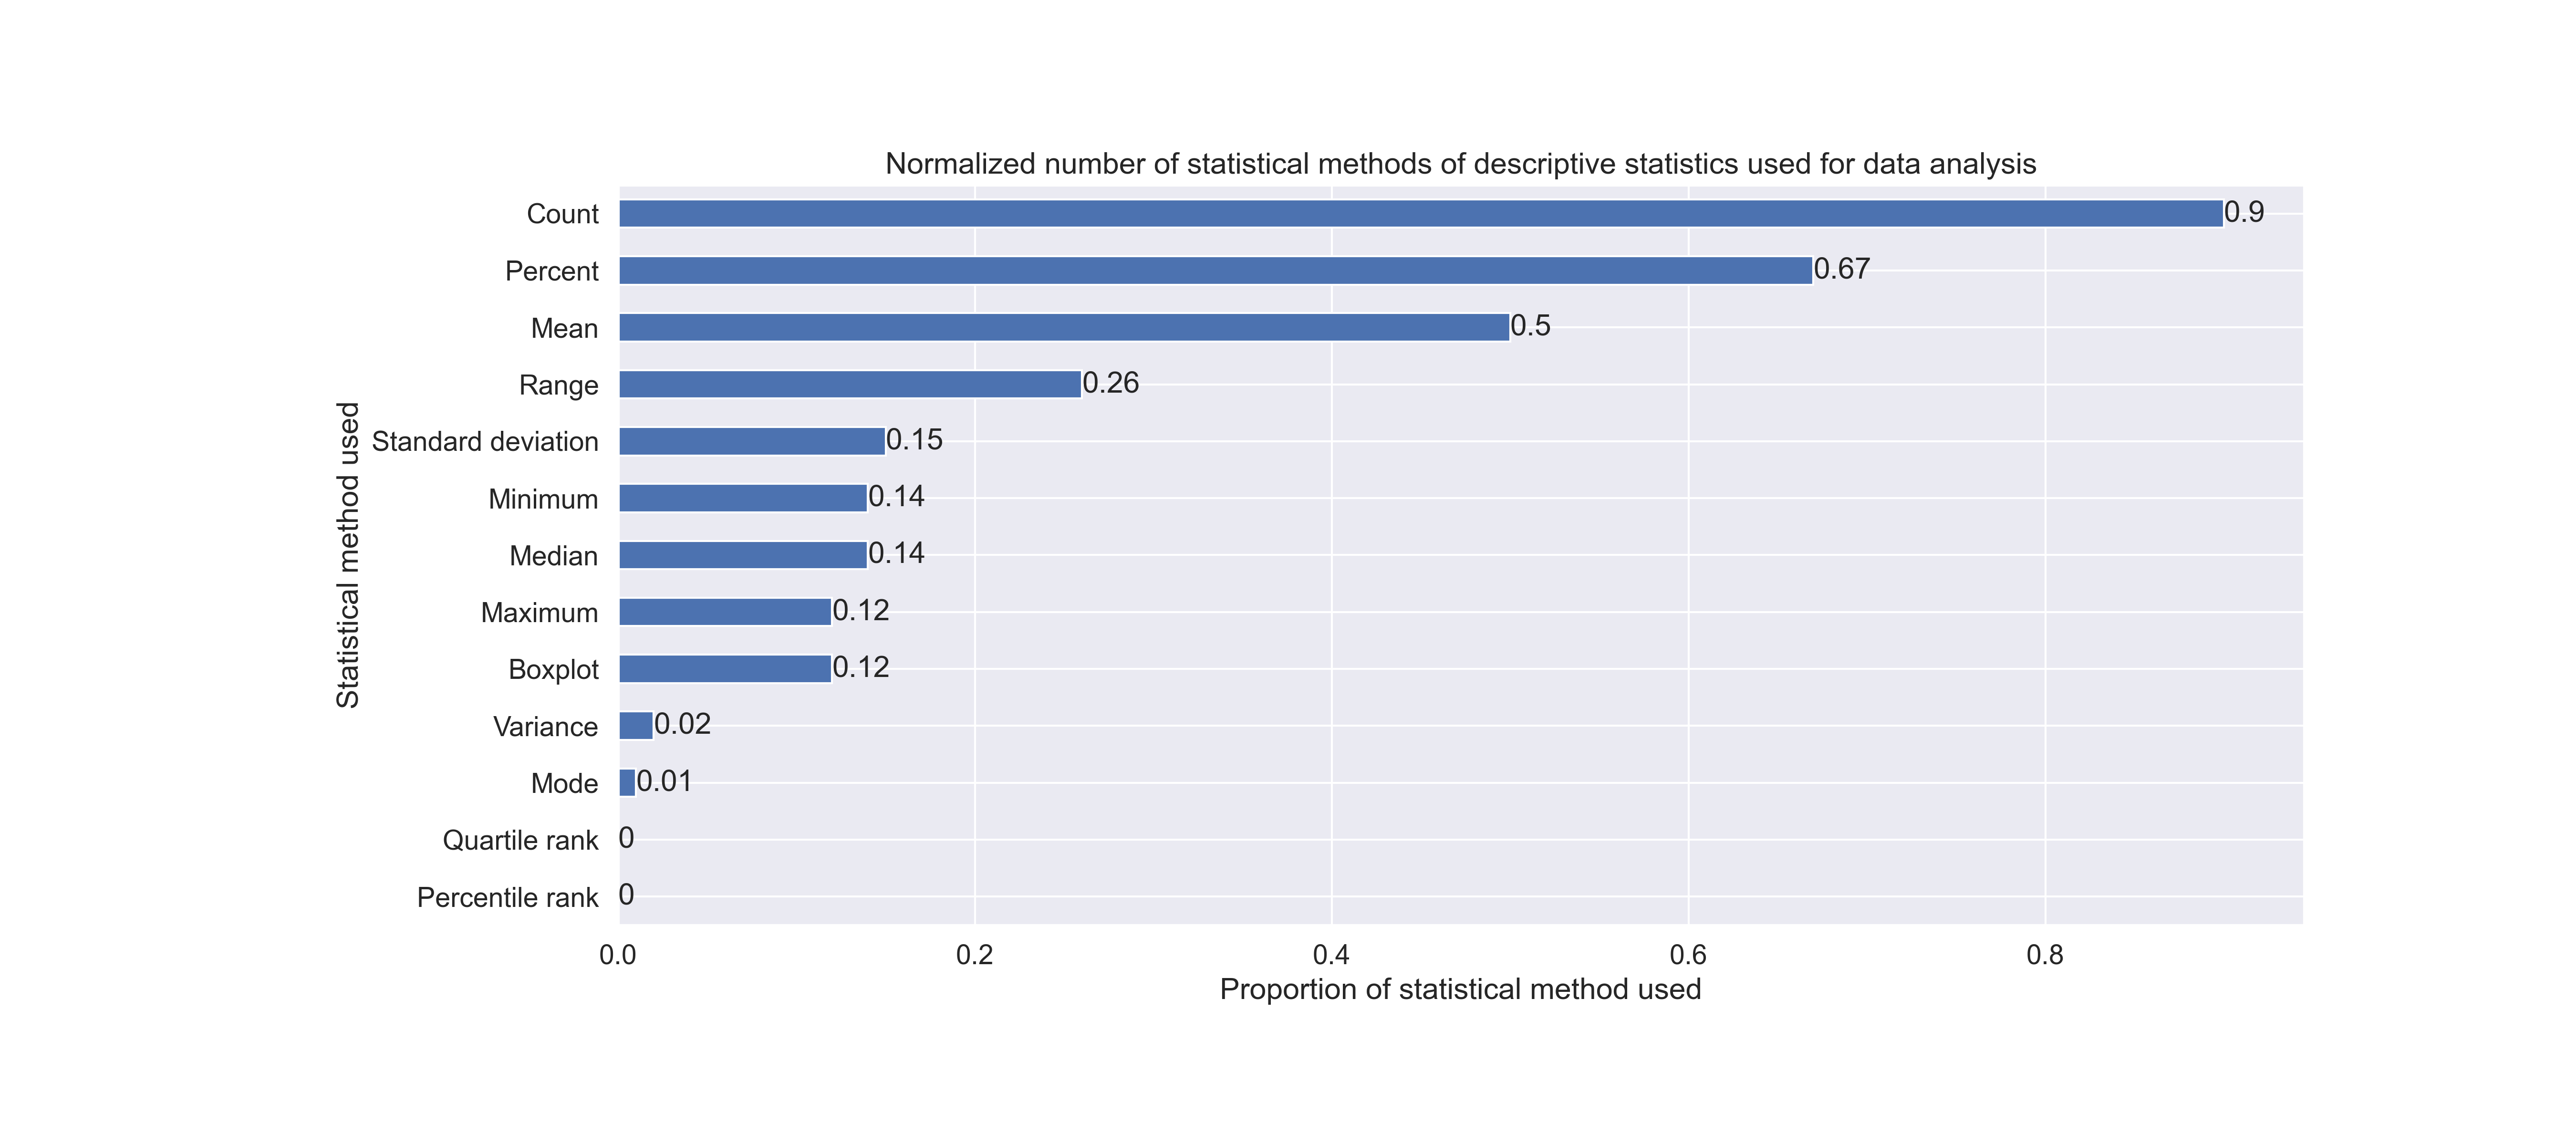 Normalized number of statistical methods of descriptive statistics used for data analysis
Statistical method used
Count 0.9
Percent 0.67
Mean 0.5
Range 0.26
Standard deviation 0.15
Minimum 0.14
Median 0.14
Maximum 0.12
Boxplot 0.12
Variance 0.02
Mode 0.01
Quartile rank 0
Percentile rank 0
0.0 0.2 0.4 0.6 0.8
Proportion of statistical method used